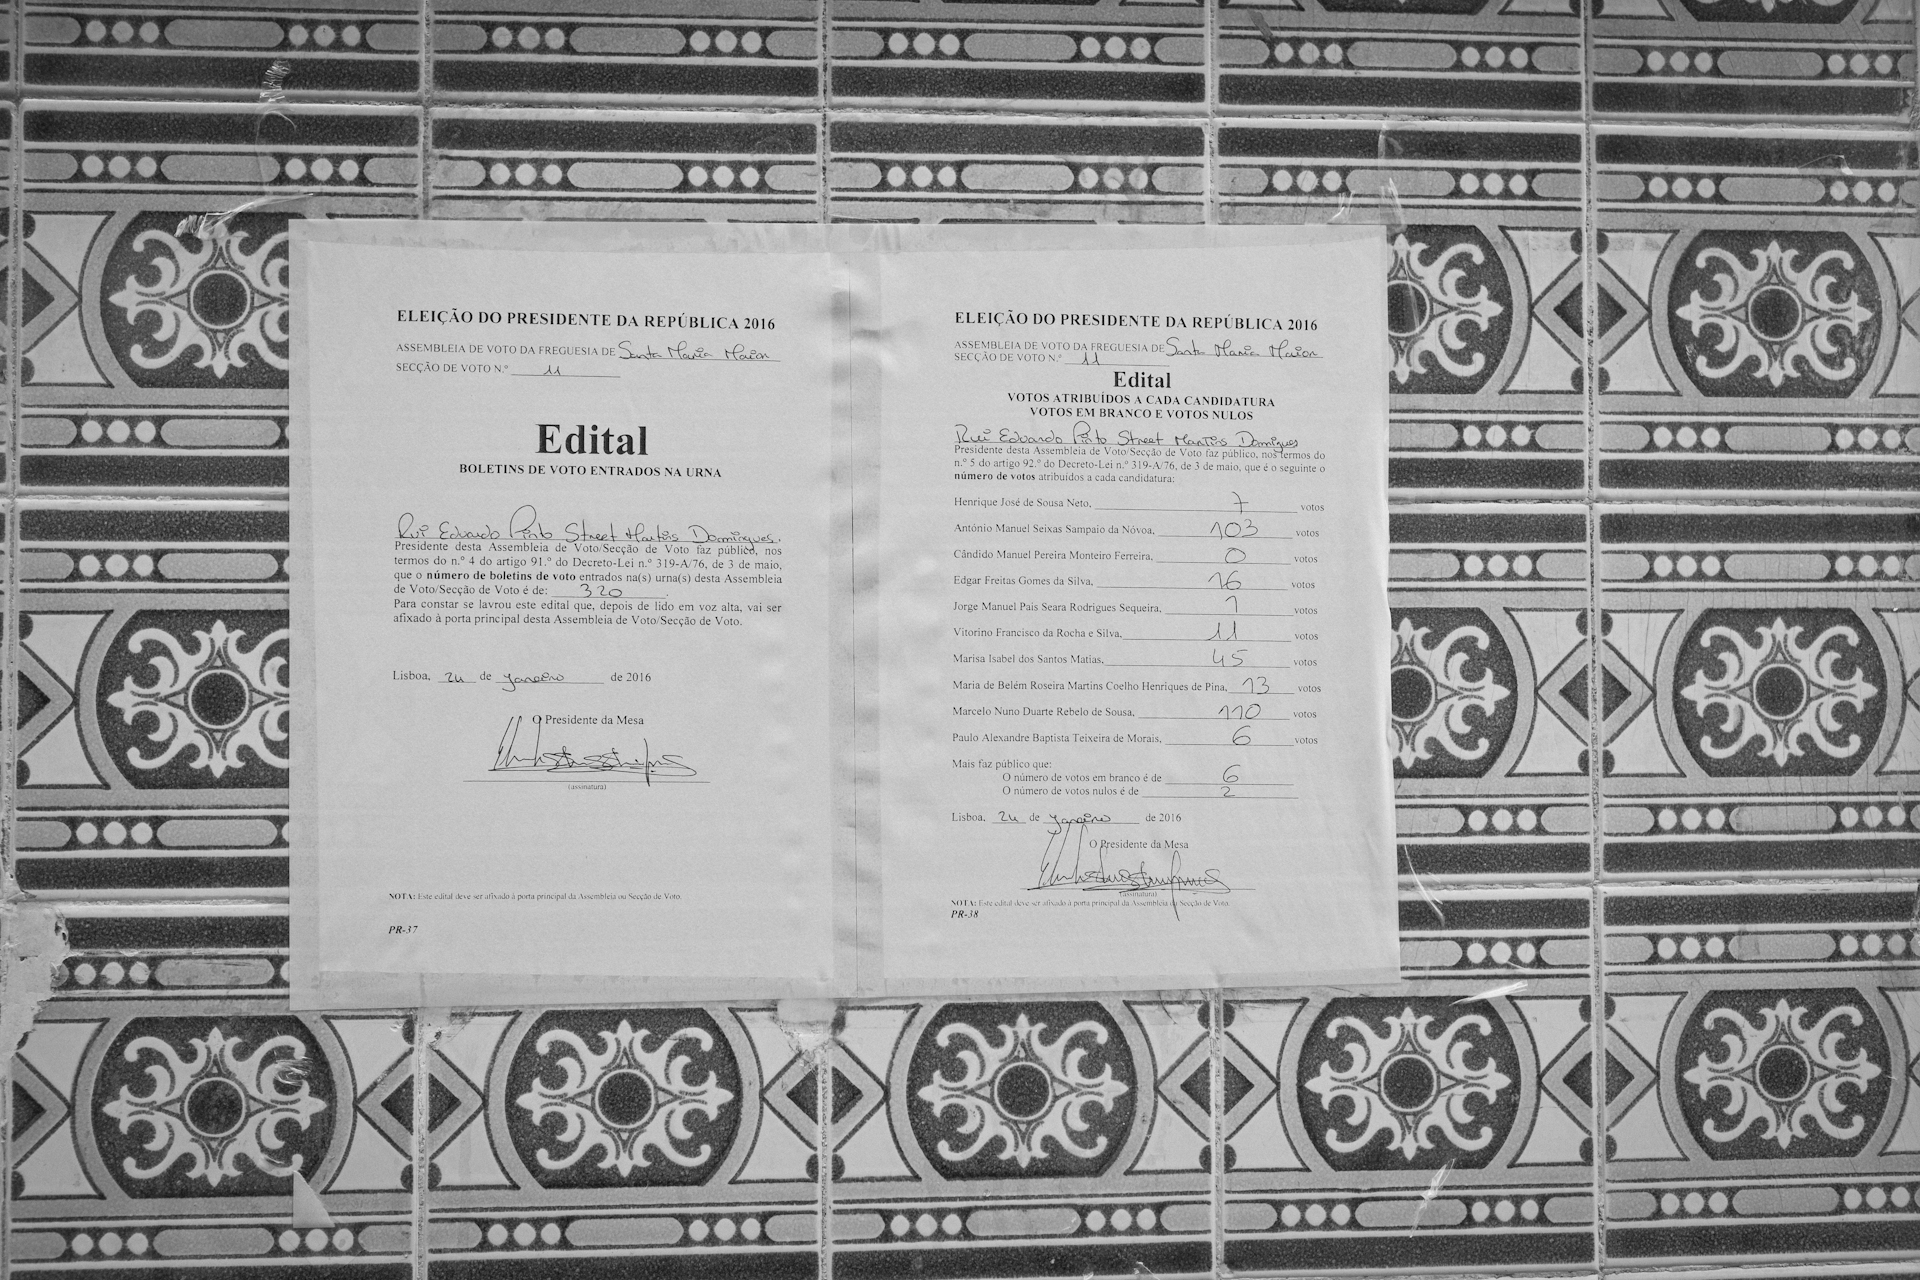 ELEIÇÃO DO PRESIDENTE DA REPÚBLICA 2016
ASSEMBLEIA DE VOTO DA FREGUESIA DE Santa Maria Maior
SECÇÃO DE VOTO N.º 11
Edital
BOLETINS DE VOTO ENTRADOS NA URNA
Rui Eduardo Pinto Street Martins Domingues.
Presidente desta Assembleia de Voto/Secção de Voto faz público, nos
termos do n.º 4 do artigo 91.º do Decreto-Lei n.º 319-A/76, de 3 de maio,
que o número de boletins de voto entrados na(s) urna(s) desta Assembleia
de Voto/Secção de Voto é de: 320.
Para constar se lavrou este edital que, depois de lido em voz alta, vai ser
afixado à porta principal desta Assembleia de Voto/Secção de Voto.
Lisboa, 24 de Janeiro de 2016
O Presidente da Mesa
(assinatura)
NOTA: Este edital deve ser afixado à porta principal da Assembleia ou Secção de Voto.
PR-37
ELEIÇÃO DO PRESIDENTE DA REPÚBLICA 2016
ASSEMBLEIA DE VOTO DA FREGUESIA DE Santa Maria Maior
SECÇÃO DE VOTO N.º 11
Edital
VOTOS ATRIBUÍDOS A CADA CANDIDATURA
VOTOS EM BRANCO E VOTOS NULOS
Rui Eduardo Pinto Street Martins Domingues
Presidente desta Assembleia de Voto/Secção de Voto faz público, nos termos do
n.º 5 do artigo 92.º do Decreto-Lei n.º 319-A/76, de 3 de maio, que é o seguinte o
número de votos atribuídos a cada candidatura:
Henrique José de Sousa Neto, 7 votos
António Manuel Seixas Sampaio da Nóvoa, 103 votos
Cândido Manuel Pereira Monteiro Ferreira, 0 votos
Edgar Freitas Gomes da Silva, 16 votos
Jorge Manuel Pais Seara Rodrigues Sequeira, 1 votos
Vitorino Francisco da Rocha e Silva, 11 votos
Marisa Isabel dos Santos Matias, 45 votos
Maria de Belém Roseira Martins Coelho Henriques de Pina, 13 votos
Marcelo Nuno Duarte Rebelo de Sousa, 110 votos
Paulo Alexandre Baptista Teixeira de Morais, 6 votos
Mais faz público que:
O número de votos em branco é de 6
O número de votos nulos é de 2
Lisboa, 24 de Janeiro de 2016
O Presidente da Mesa
(assinatura)
NOTA: Este edital deve ser afixado à porta principal da Assembleia ou Secção de Voto.
PR-38